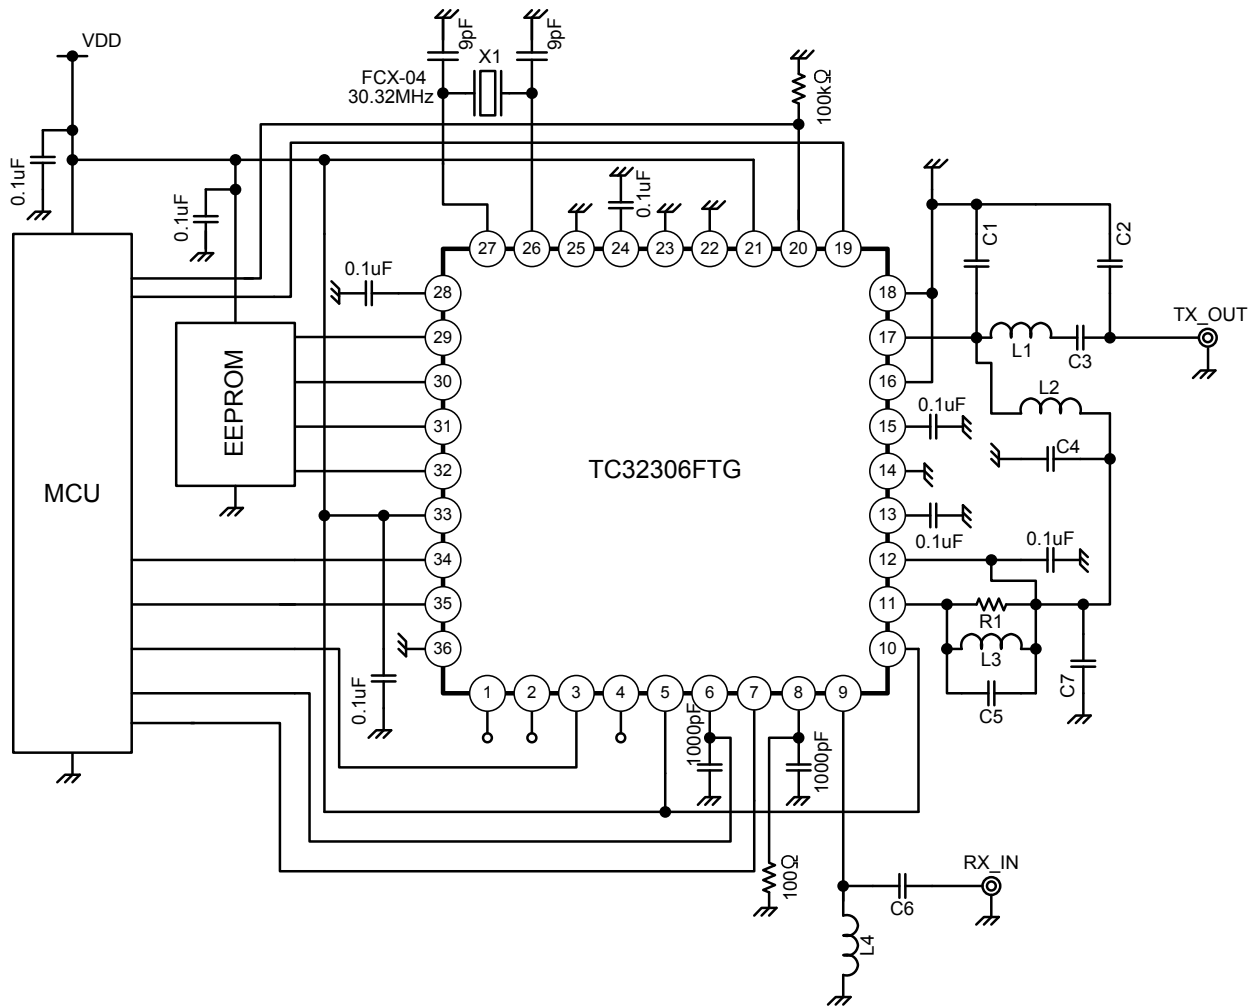 VDD
9pF
9pF
X1
FCX-04
30.32MHz
100kΩ
0.1uF
0.1uF
0.1uF
C1
C2
27
26
25
24
23
22
21
20
19
0.1uF
28
18
TX_OUT
29
17
L1
C3
EEPROM
30
16
L2
31
15
0.1uF
C4
MCU
32
TC32306FTG
14
33
13
0.1uF
0.1uF
34
12
35
11
R1
36
10
L3
C7
0.1uF
C5
1
2
3
4
5
6
7
8
9
1000pF
1000pF
100Ω
RX_IN
C6
L4